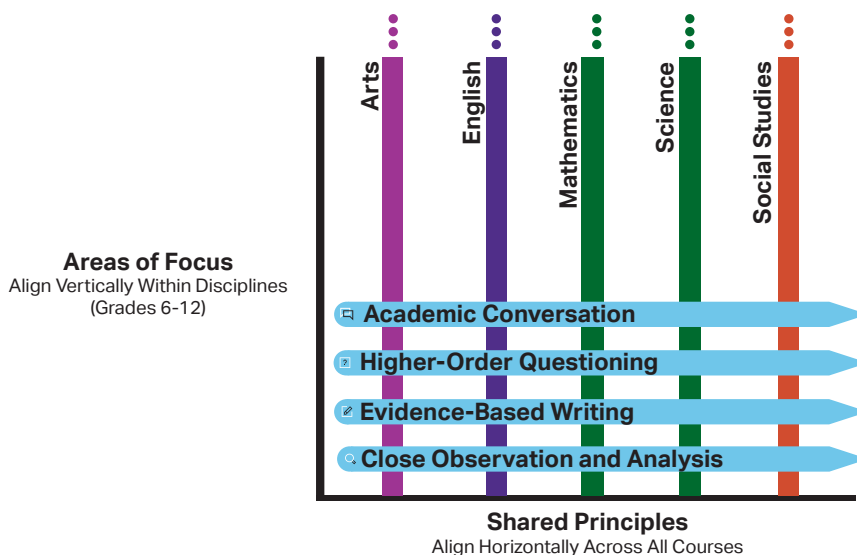 Arts
English
Mathematics
Science
Social Studies
Areas of Focus
Align Vertically Within Disciplines
(Grades 6-12)
Academic Conversation
? Higher-Order Questioning
Evidence-Based Writing
Close Observation and Analysis
Shared Principles
Align Horizontally Across All Courses